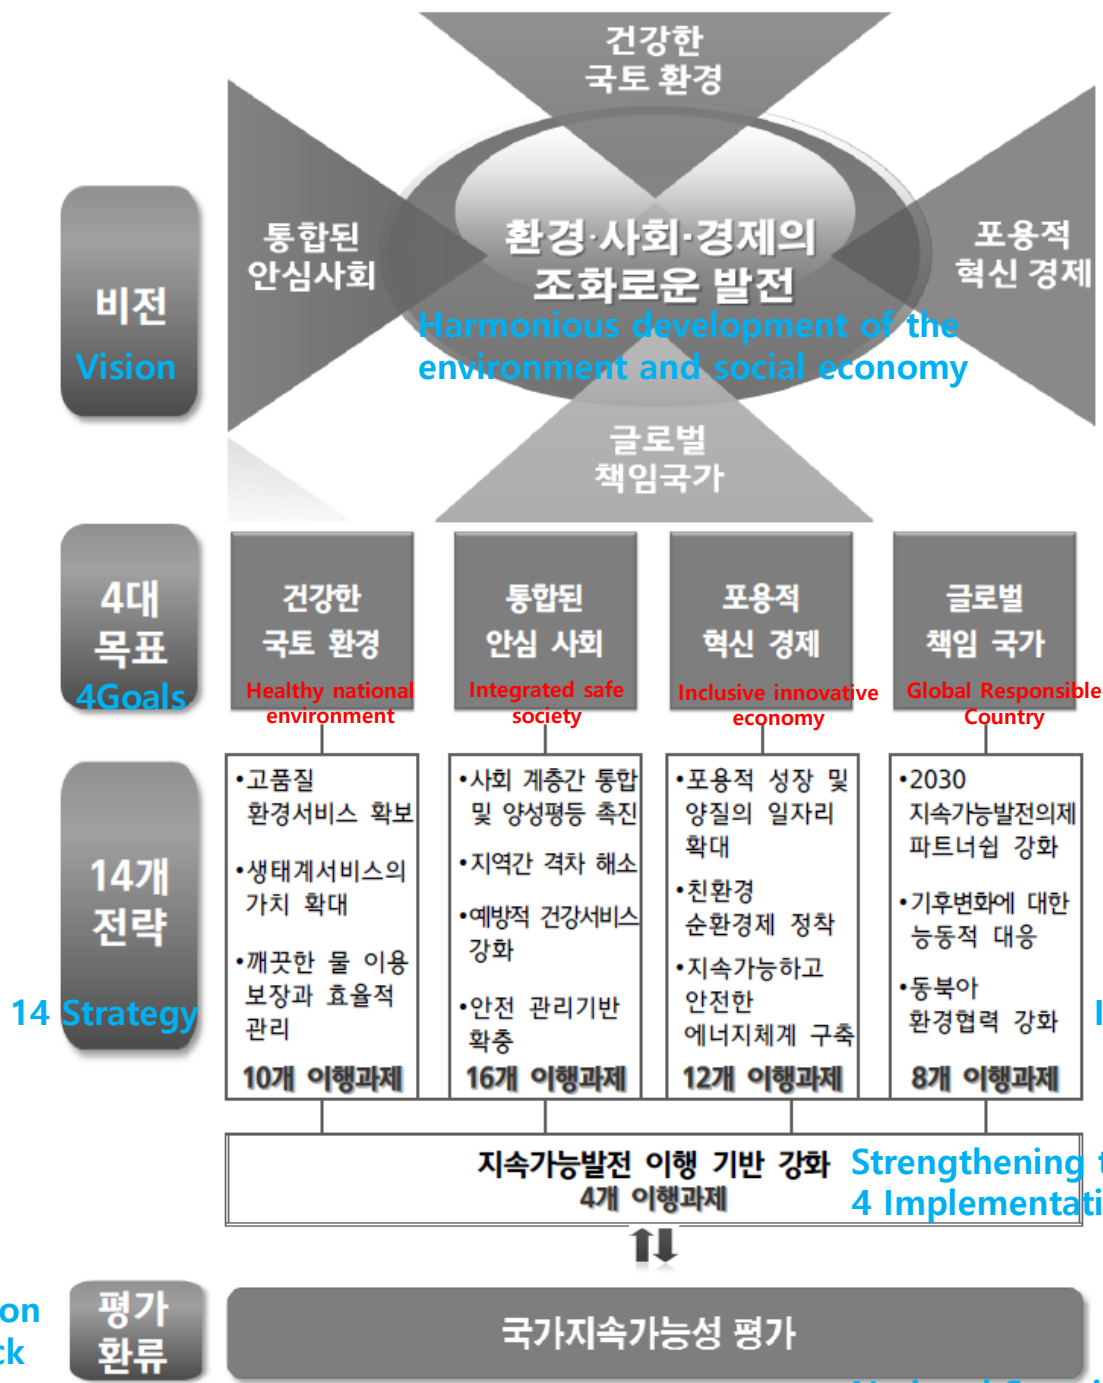 건강한
국토 환경
통합된
안심사회
환경·사회·경제의
조화로운 발전
포용적
혁신 경제
Harmonious development of the
environment and social economy
글로벌
책임국가
비전
Vision
4대
목표
4Goals
건강한
국토 환경
Healthy national
environment
통합된
안심 사회
Integrated safe
society
포용적
혁신 경제
Inclusive innovative
economy
글로벌
책임 국가
Global Responsible
Country
14개
전략
14 Strategy
•고품질
환경서비스 확보
•생태계서비스의
가치 확대
•깨끗한 물 이용
보장과 효율적
관리
10개 이행과제
•사회 계층간 통합
및 양성평등 촉진
•지역간 격차 해소
•예방적 건강서비스
강화
•안전 관리기반
확충
16개 이행과제
•포용적 성장 및
양질의 일자리
확대
•친환경
순환경제 정착
•지속가능하고
안전한
에너지체계 구축
12개 이행과제
•2030
지속가능발전의제
파트너쉽 강화
•기후변화에 대한
능동적 대응
•동북아
환경협력 강화
8개 이행과제
지속가능발전 이행 기반 강화
4개 이행과제
Strengthening
4
평가
환류
국가지속가능성 평가